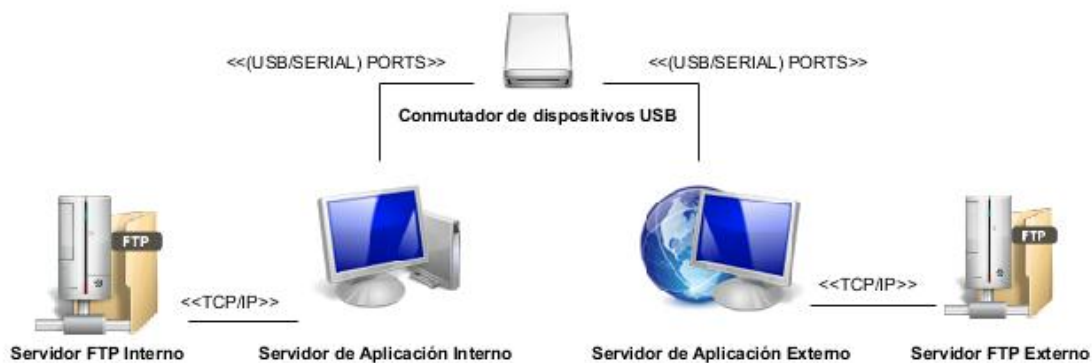 <<(USB/SERIAL) PORTS>>
<<(USB/SERIAL) PORTS>>
Conmutador de dispositivos USB
FTP
FTP
<<TCP/IP>>
<<TCP/IP>>
Servidor FTP Interno
Servidor de Aplicación Interno
Servidor de Aplicación Externo
Servidor FTP Externo